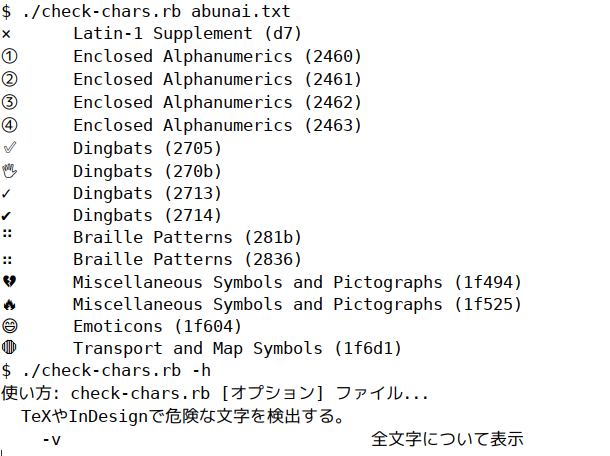 $ ./check-chars.rb abunai.txt
× Latin-1 Supplement (d7)
① Enclosed Alphanumerics (2460)
② Enclosed Alphanumerics (2461)
③ Enclosed Alphanumerics (2462)
④ Enclosed Alphanumerics (2463)
✅ Dingbats (2705)
✋ Dingbats (270b)
✓ Dingbats (2713)
✔ Dingbats (2714)
⠛ Braille Patterns (281b)
⠶ Braille Patterns (2836)
💔 Miscellaneous Symbols and Pictographs (1f494)
🔥 Miscellaneous Symbols and Pictographs (1f525)
😄 Emoticons (1f604)
🛑 Transport and Map Symbols (1f6d1)
$ ./check-chars.rb -h
使い方: check-chars.rb [オプション] ファイル...
TeXやInDesignで危険な文字を検出する。
-v 全文字について表示